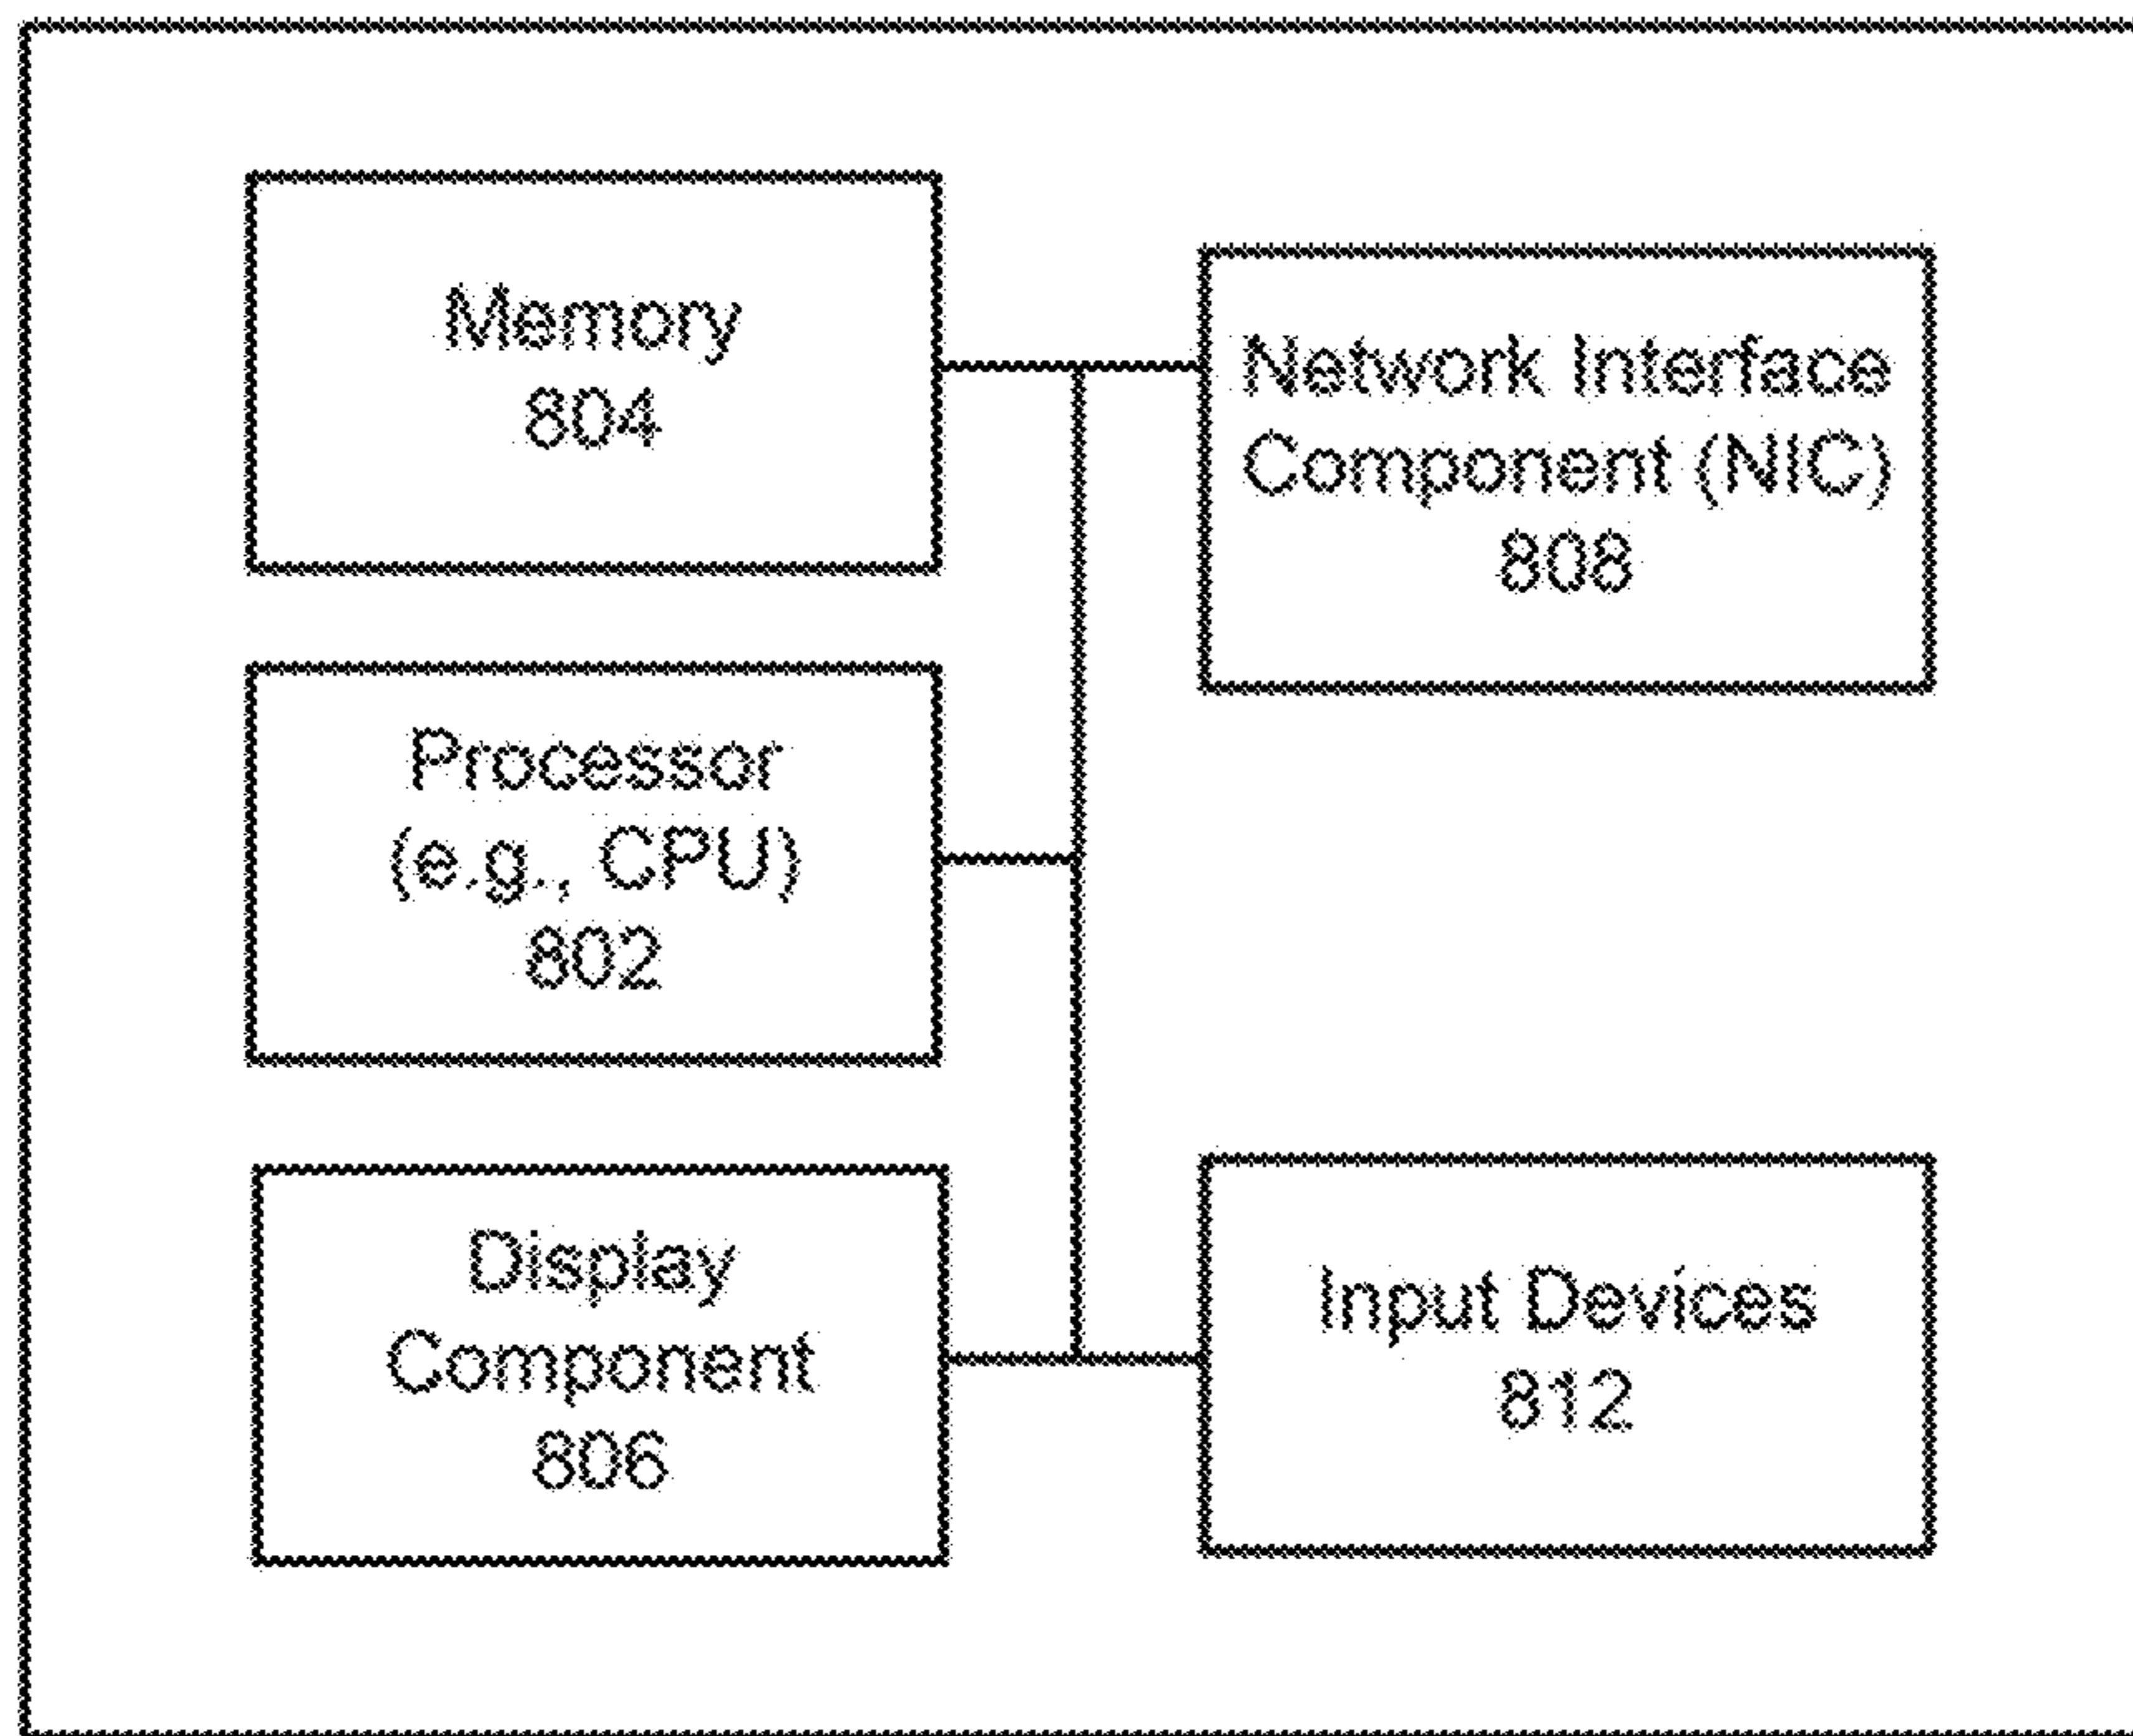 Memory
804
Network Interface
Component (NIC)
808
Processor
(e.g., CPU)
802
Display
Component
806
Input Devices
812